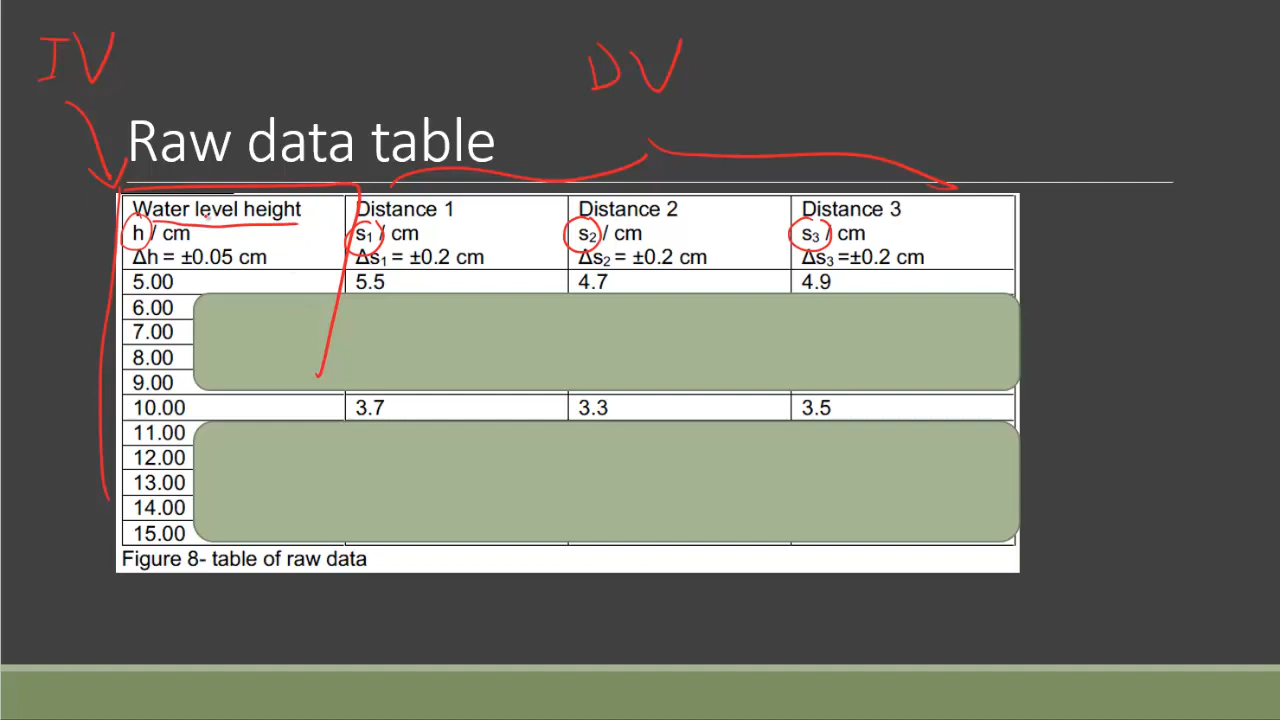 IV
DV
Raw data table
Water level height Distance 1 Distance 2 Distance 3
h / cm s₁ / cm s₂ / cm s₃ / cm
Δh = ±0.05 cm Δs₁ = ±0.2 cm Δs₂ = ±0.2 cm Δs₃ =±0.2 cm
5.00 5.5 4.7 4.9
6.00
7.00
8.00
9.00
10.00 3.7 3.3 3.5
11.00
12.00
13.00
14.00
15.00
Figure 8- table of raw data